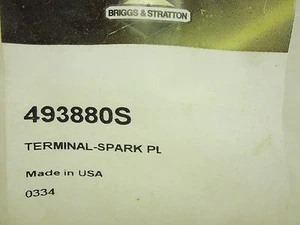 BRIGGS & STRATTON
493880S
TERMINAL-SPARK PL
Made in USA
0334